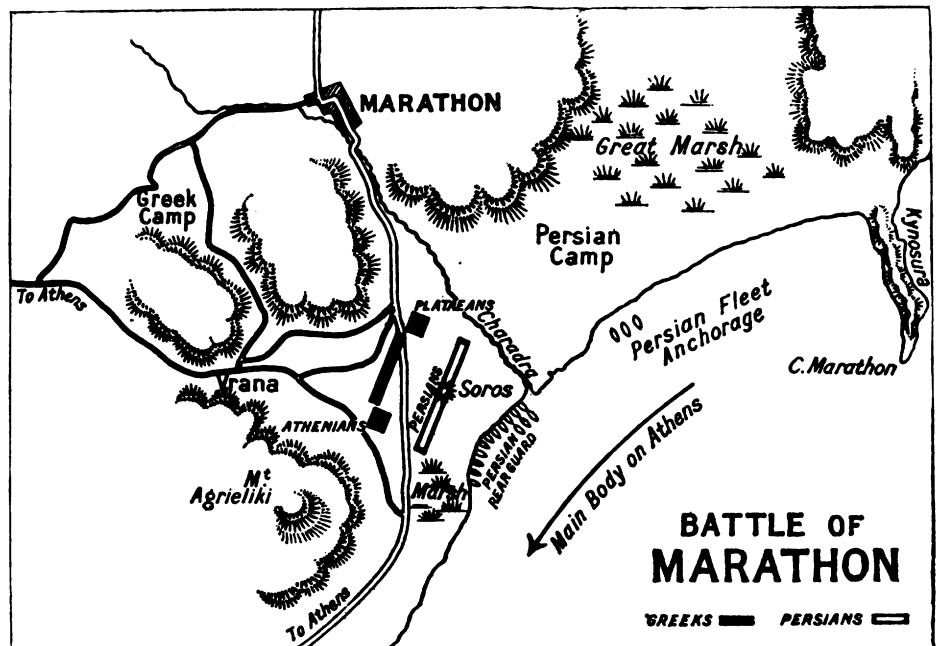 MARATHON
Great Marsh
Greek
Camp
Persian
Camp
Kynosura
To Athens
PLATAEANS
Charadra
Persian Fleet
Anchorage
C. Marathon
Vrana
PERSIANS
Soros
ATHENIANS
PERSIAN
REAR GUARD
Main Body on Athens
Mt
Agrieliki
Marsh
To Athens
BATTLE OF
MARATHON
GREEKS
PERSIANS